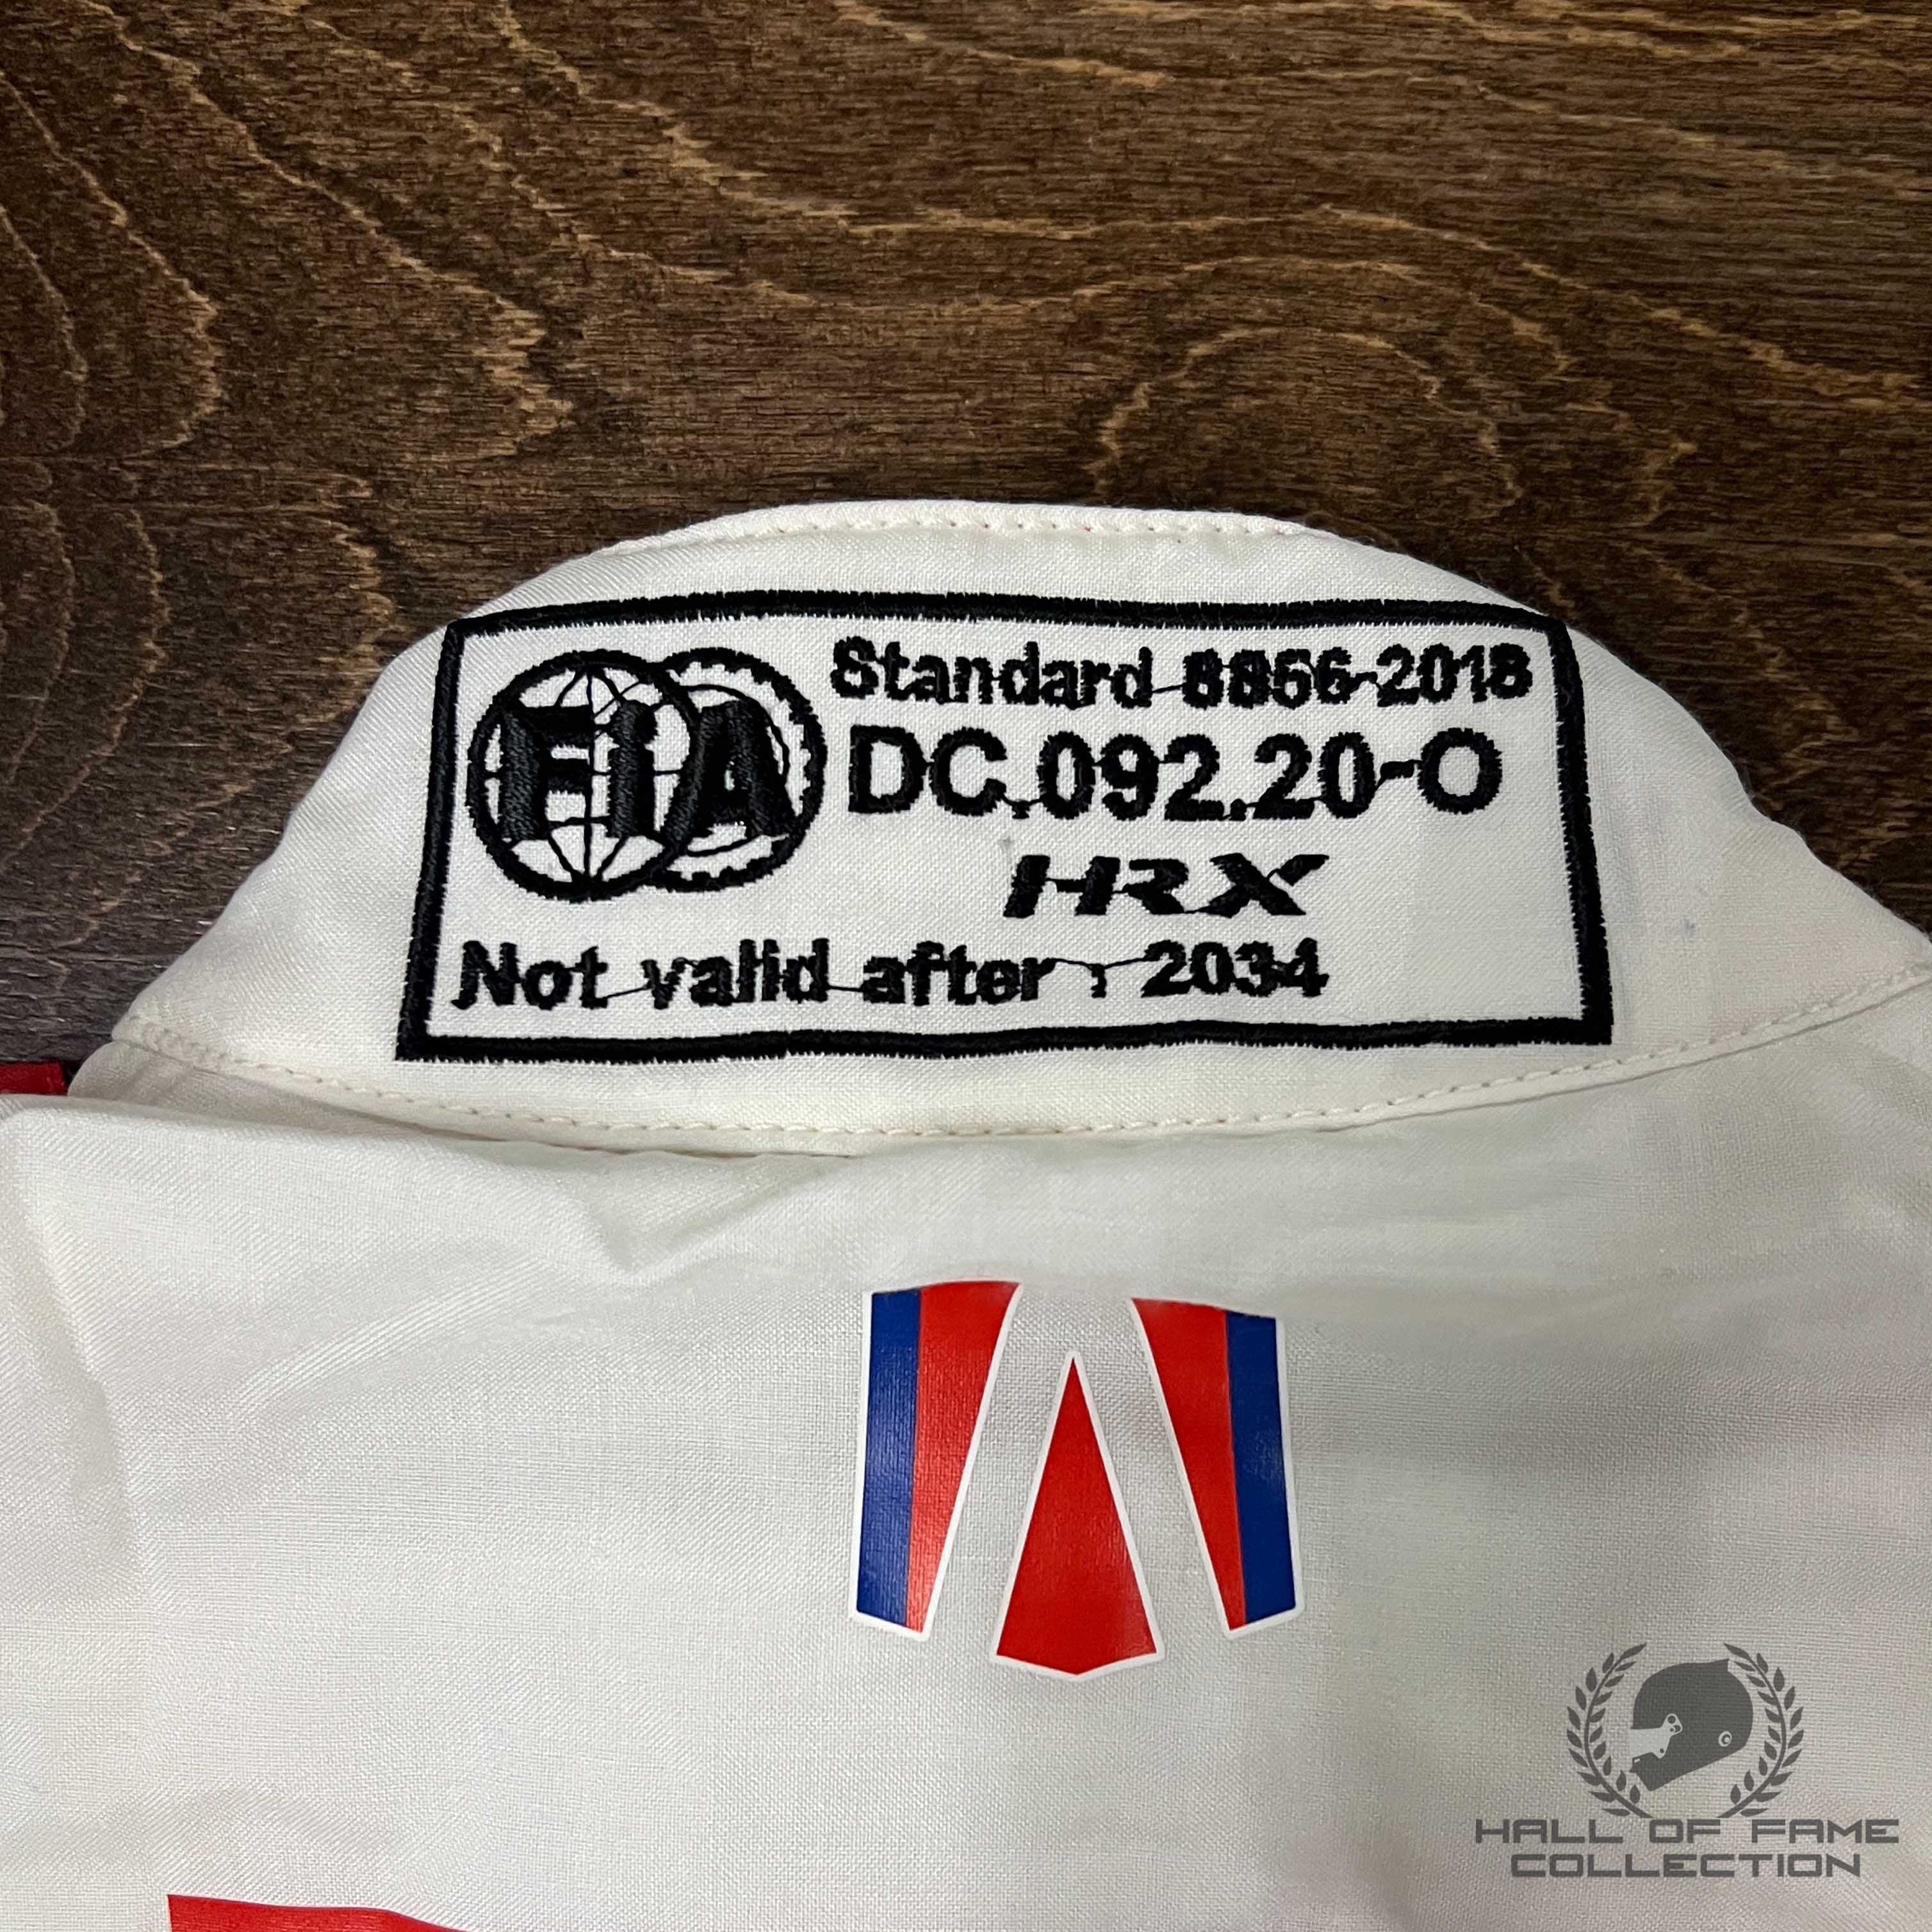 FIA
Standard 8856-2018
DC.092.20-O
HRX
Not valid after : 2034
HALL OF FAME
COLLECTION